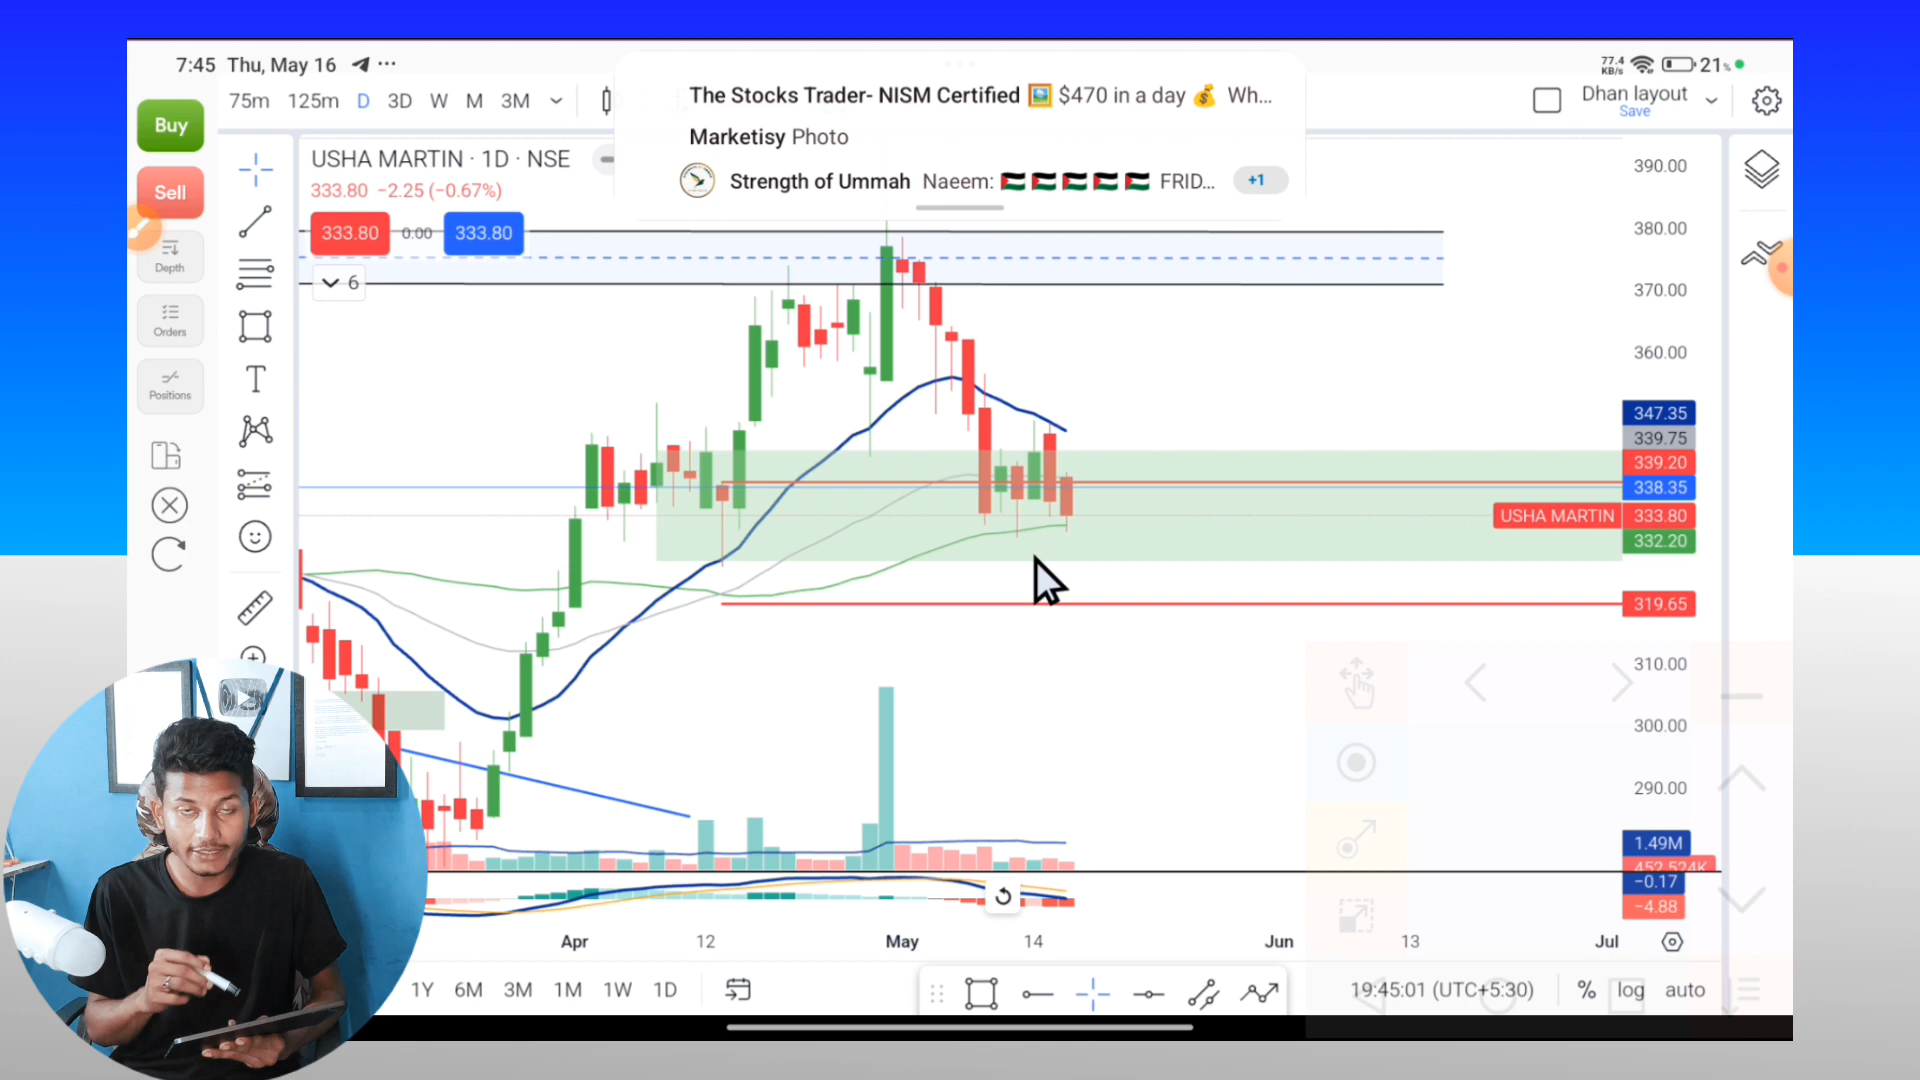 7:45 Thu, May 16 ···
77.4 KB/s 21%
75m 125m D 3D W M 3M
The Stocks Trader- NISM Certified 🖼️ $470 in a day 💰 Wh...
Marketisy Photo
Strength of Ummah Naeem: 🇵🇸🇵🇸🇵🇸🇵🇸🇵🇸 FRID... +1
Dhan layout
Save
Buy
Sell
Depth
Orders
Positions
USHA MARTIN · 1D · NSE
333.80 −2.25 (−0.67%)
333.80 0.00 333.80
6
390.00
380.00
370.00
360.00
347.35
339.75
339.20
338.35
USHA MARTIN 333.80
332.20
319.65
310.00
300.00
290.00
1.49M
452.524K
−0.17
−4.88
Apr 12 May 14 Jun 13 Jul
1Y 6M 3M 1M 1W 1D
19:45:01 (UTC+5:30) % log auto